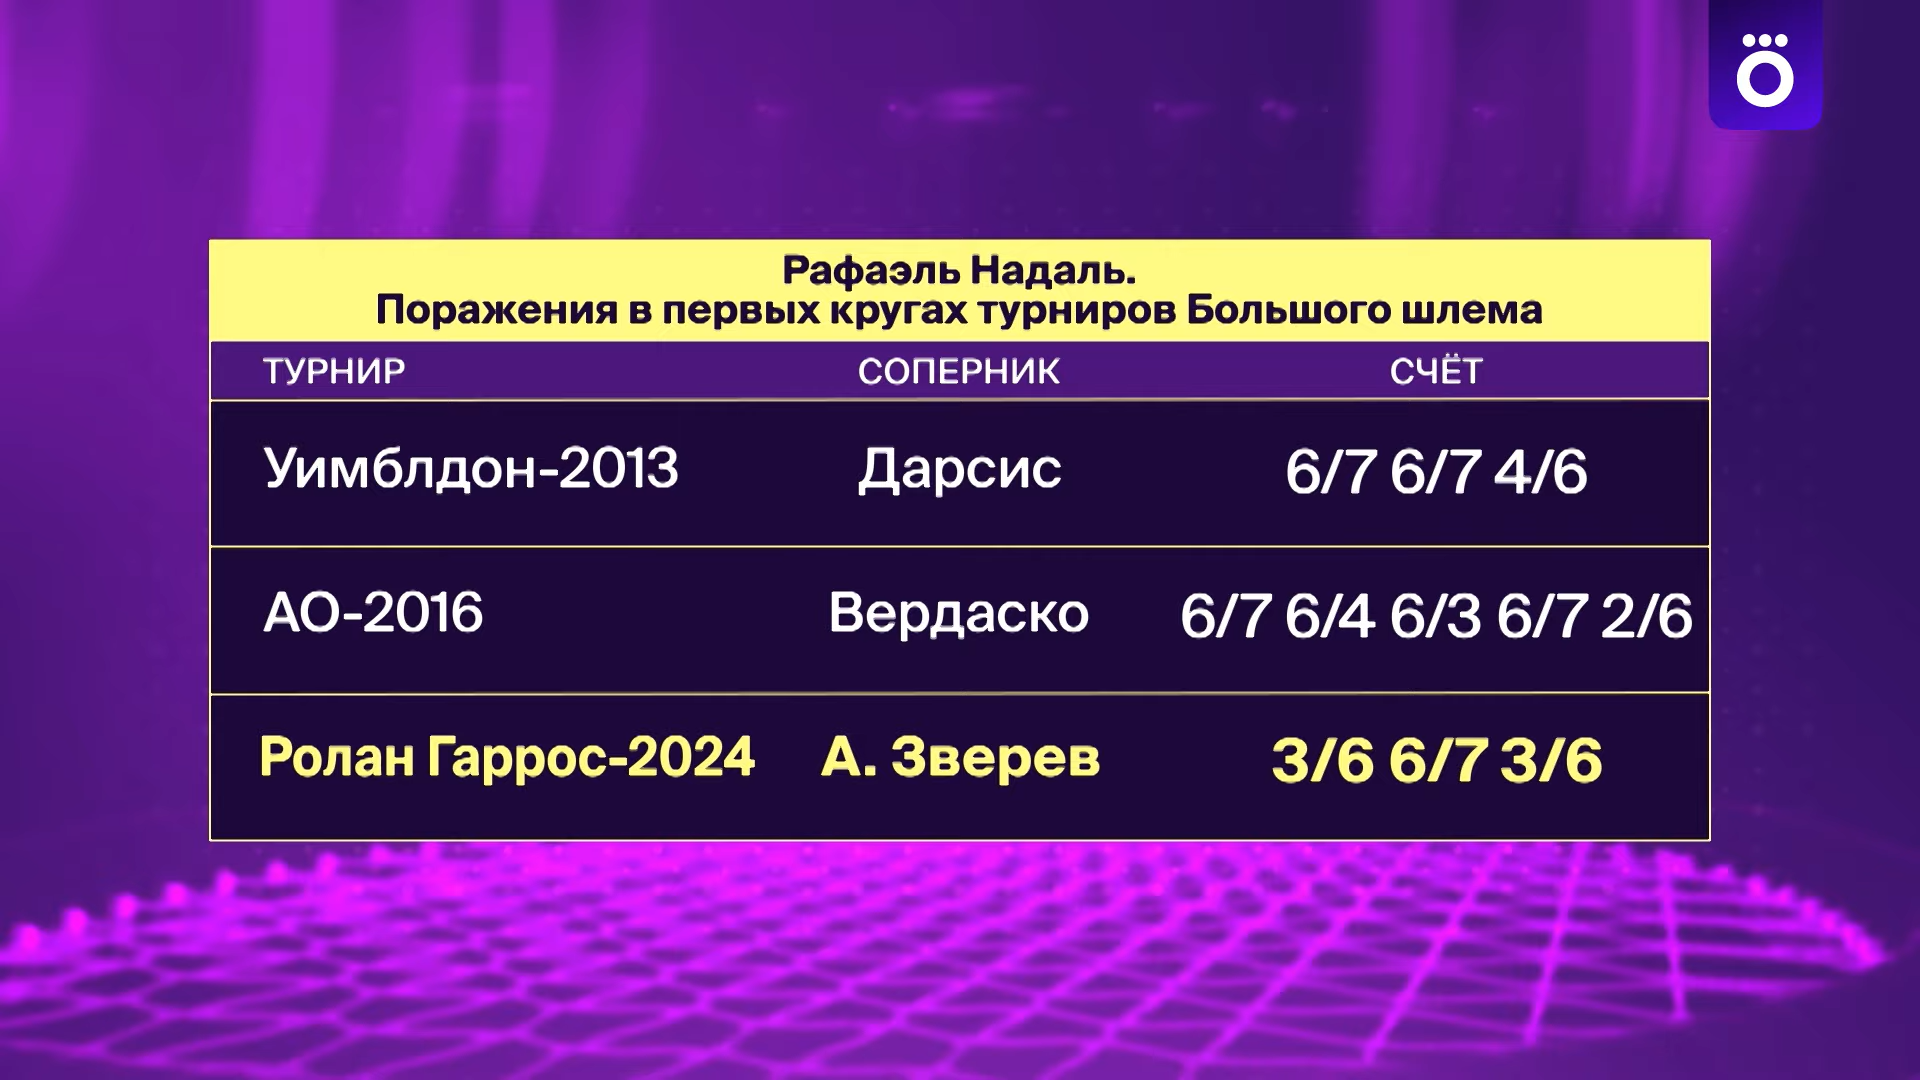 Рафаэль Надаль.
Поражения в первых кругах турниров Большого шлема
ТУРНИР СОПЕРНИК СЧЁТ
Уимблдон-2013 Дарсис 6/7 6/7 4/6
АО-2016 Вердаско 6/7 6/4 6/3 6/7 2/6
Ролан Гаррос-2024 А. Зверев 3/6 6/7 3/6